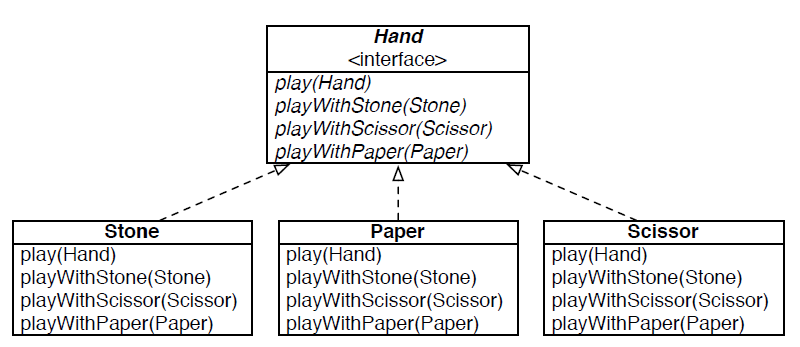 Hand
<interface>
play(Hand)
playWithStone(Stone)
playWithScissor(Scissor)
playWithPaper(Paper)
Stone
play(Hand)
playWithStone(Stone)
playWithScissor(Scissor)
playWithPaper(Paper)
Paper
play(Hand)
playWithStone(Stone)
playWithScissor(Scissor)
playWithPaper(Paper)
Scissor
play(Hand)
playWithStone(Stone)
playWithScissor(Scissor)
playWithPaper(Paper)